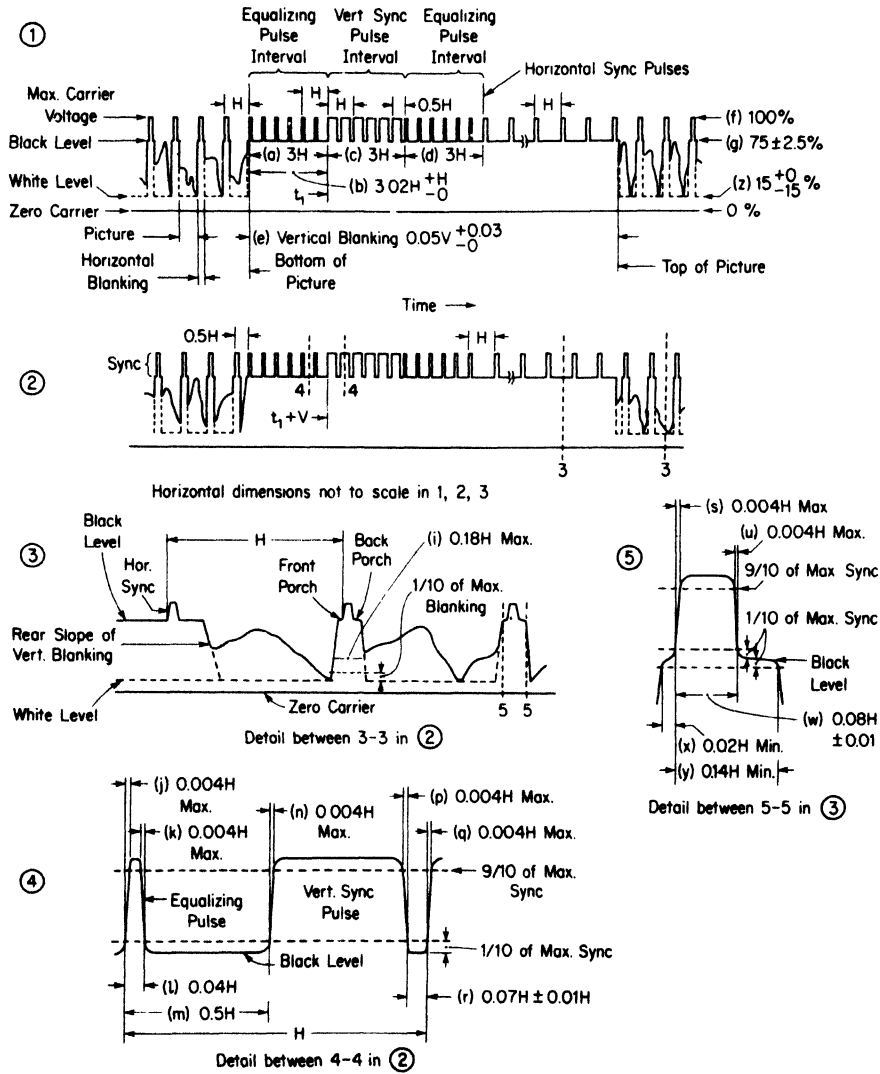 ①
Equalizing Pulse Interval
Vert Sync Pulse Interval
Equalizing Pulse Interval
Horizontal Sync Pulses
Max. Carrier Voltage
H
H
H
0.5H
H
(f) 100%
Black Level
(g) 75±2.5%
(a) 3H
(c) 3H
(d) 3H
White Level
(b) 3.02H +H -0
(z) 15 +0 -15 %
t₁
Zero Carrier
0 %
Picture
(e) Vertical Blanking 0.05V +0.03 -0
Horizontal Blanking
Bottom of Picture
Top of Picture
Time
②
0.5H
H
Sync
4
4
t₁+V
3
3
Horizontal dimensions not to scale in 1, 2, 3
③
Black Level
H
Back Porch
(i) 0.18H Max.
Hor. Sync
Front Porch
1/10 of Max. Blanking
Rear Slope of Vert. Blanking
White Level
Zero Carrier
5
5
Detail between 3-3 in ②
⑤
(s) 0.004H Max
(u) 0.004H Max.
9/10 of Max Sync
1/10 of Max. Sync
Black Level
(w) 0.08H ±0.01
(x) 0.02H Min.
(y) 0.14H Min.
Detail between 5-5 in ③
④
(j) 0.004H Max.
(k) 0.004H Max.
(n) 0.004H Max.
(p) 0.004H Max.
(q) 0.004H Max.
9/10 of Max. Sync
Equalizing Pulse
Vert. Sync Pulse
1/10 of Max. Sync
Black Level
(l) 0.04H
(m) 0.5H
(r) 0.07H±0.01H
H
Detail between 4-4 in ②